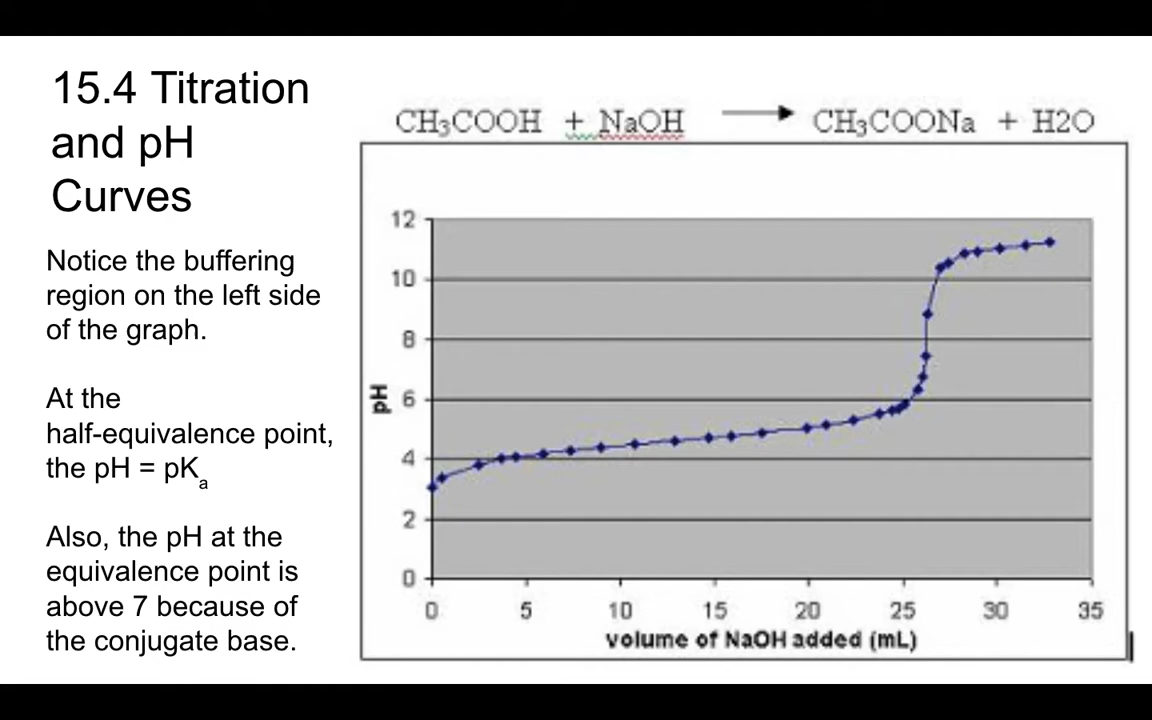 15.4 Titration
and pH
Curves
Notice the buffering
region on the left side
of the graph.
At the
half-equivalence point,
the pH = pKₐ
Also, the pH at the
equivalence point is
above 7 because of
the conjugate base.
CH₃COOH + NaOH → CH₃COONa + H2O
12
10
8
6
4
2
0
pH
0 5 10 15 20 25 30 35
volume of NaOH added (mL)